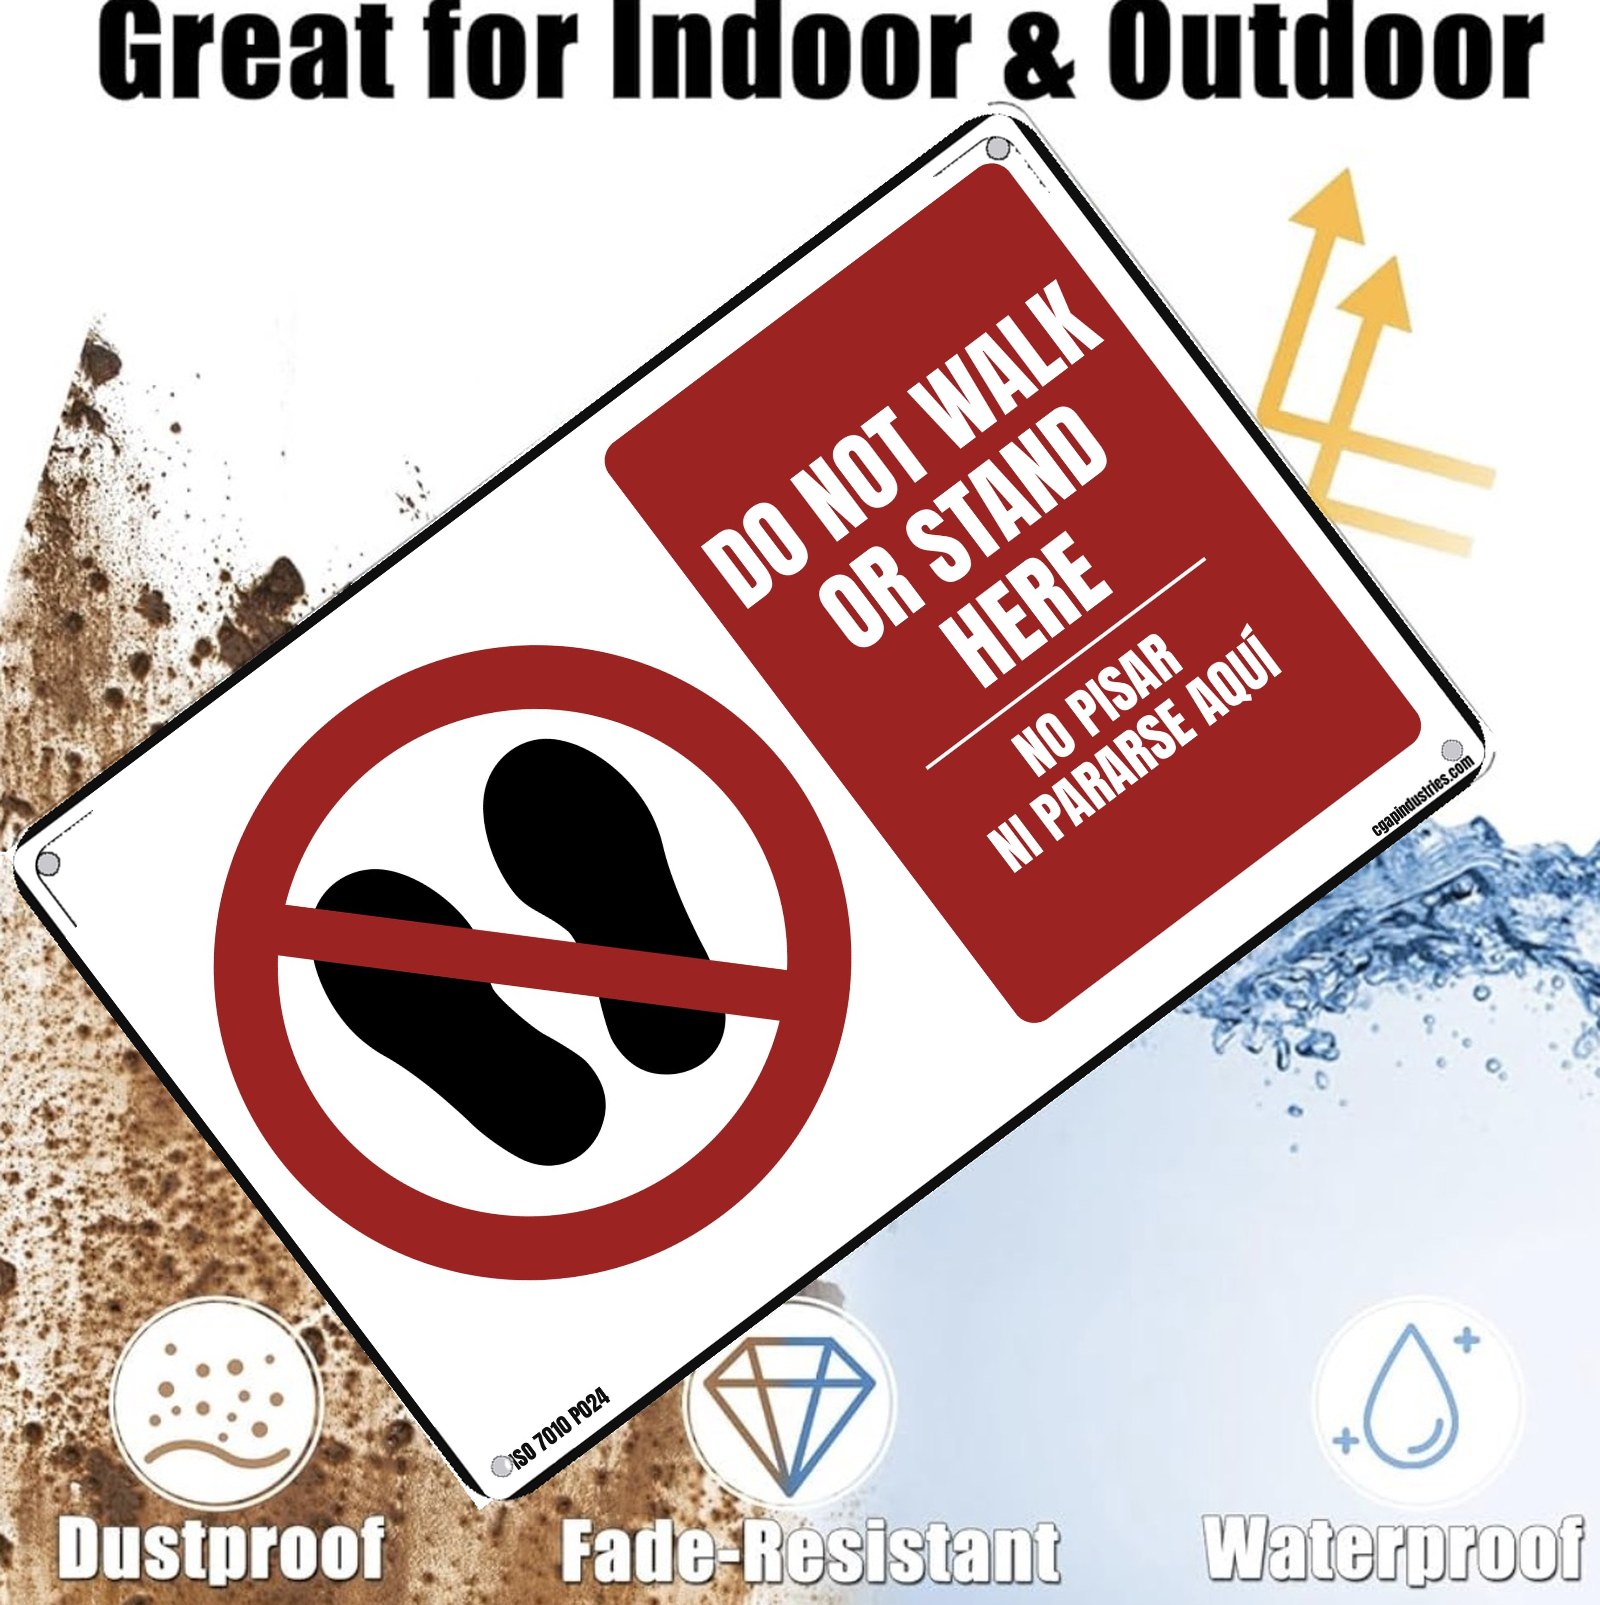 Great for Indoor & Outdoor
DO NOT WALK
OR STAND
HERE
NO PISAR
NI PARARSE AQUÍ
cgapindustries.com
ISO 7010 P024
Dustproof
Fade-Resistant
Waterproof